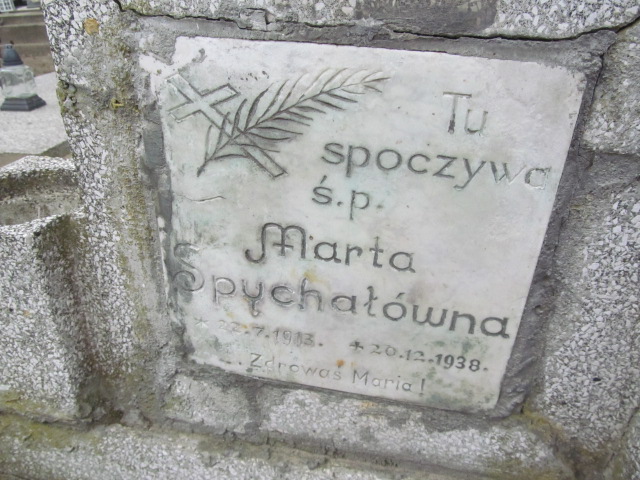 Tu
spoczywa
ś.p.
Marta
Spychałówna
* 22.7.1913. + 20.12.1938.
Zdrowaś Maria!